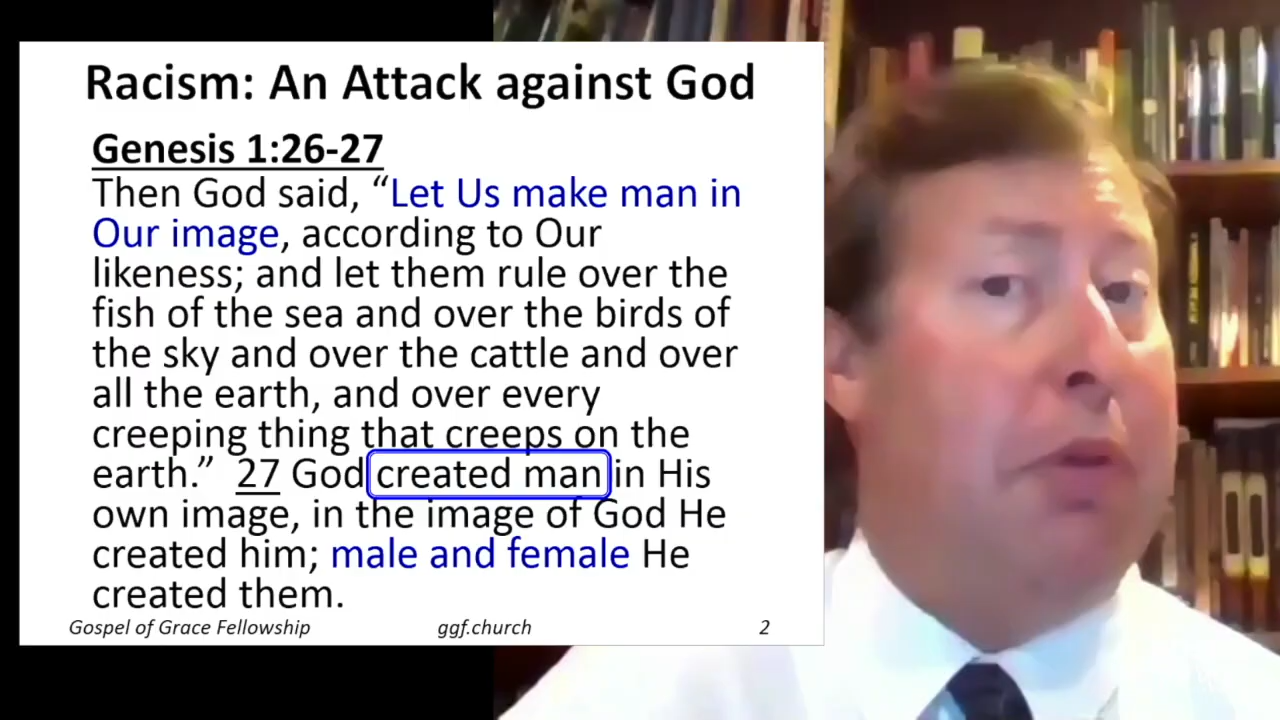 Racism: An Attack against God
Genesis 1:26-27
Then God said, “Let Us make man in
Our image, according to Our
likeness; and let them rule over the
fish of the sea and over the birds of
the sky and over the cattle and over
all the earth, and over every
creeping thing that creeps on the
earth.” 27 God created man in His
own image, in the image of God He
created him; male and female He
created them.
Gospel of Grace Fellowship ggf.church 2